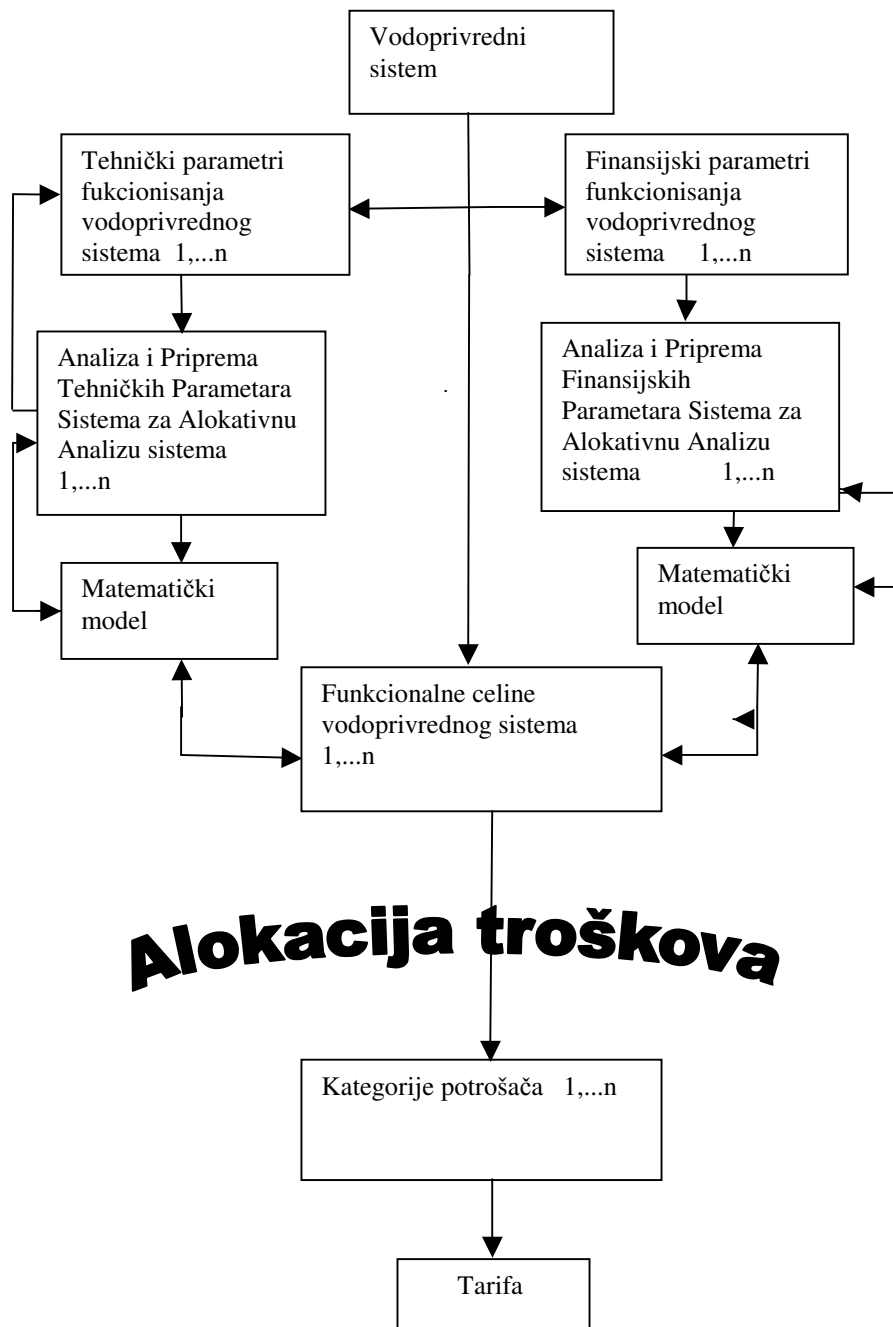 Vodoprivredni
sistem
Tehnički parametri
fukcionisanja
vodoprivrednog
sistema 1,...n
Finansijski parametri
funkcionisanja
vodoprivrednog
sistema 1,...n
Analiza i Priprema
Tehničkih Parametara
Sistema za Alokativnu
Analizu sistema
1,...n
Analiza i Priprema
Finansijskih
Parametara Sistema za
Alokativnu Analizu
sistema 1,...n
Matematički
model
Matematički
model
Funkcionalne celine
vodoprivrednog sistema
1,...n
Alokacija troškova
Kategorije potrošača 1,...n
Tarifa